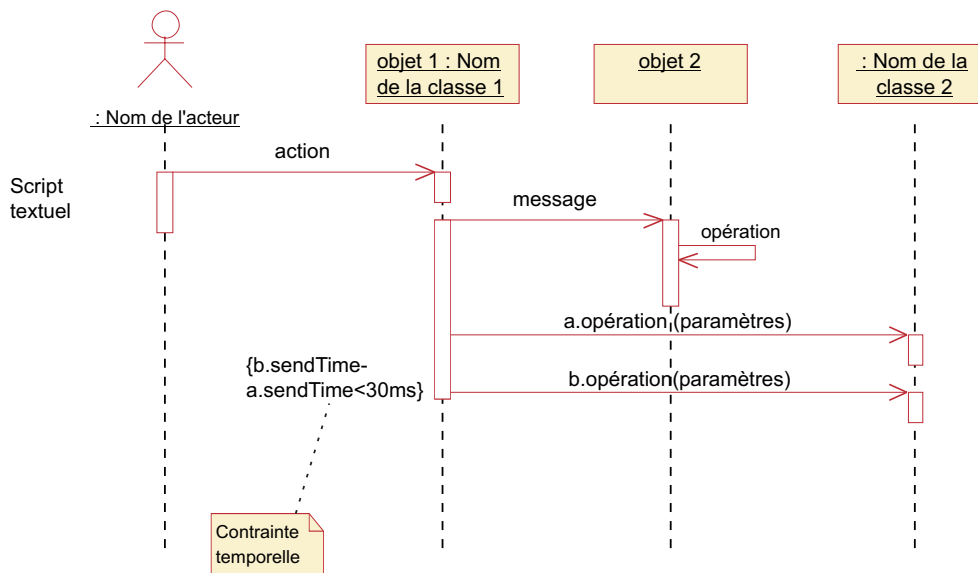 objet 1 : Nom
de la classe 1
objet 2
: Nom de la
classe 2
: Nom de l'acteur
action
Script
textuel
message
opération
a.opération (paramètres)
{b.sendTime-
a.sendTime<30ms}
b.opération(paramètres)
Contrainte
temporelle